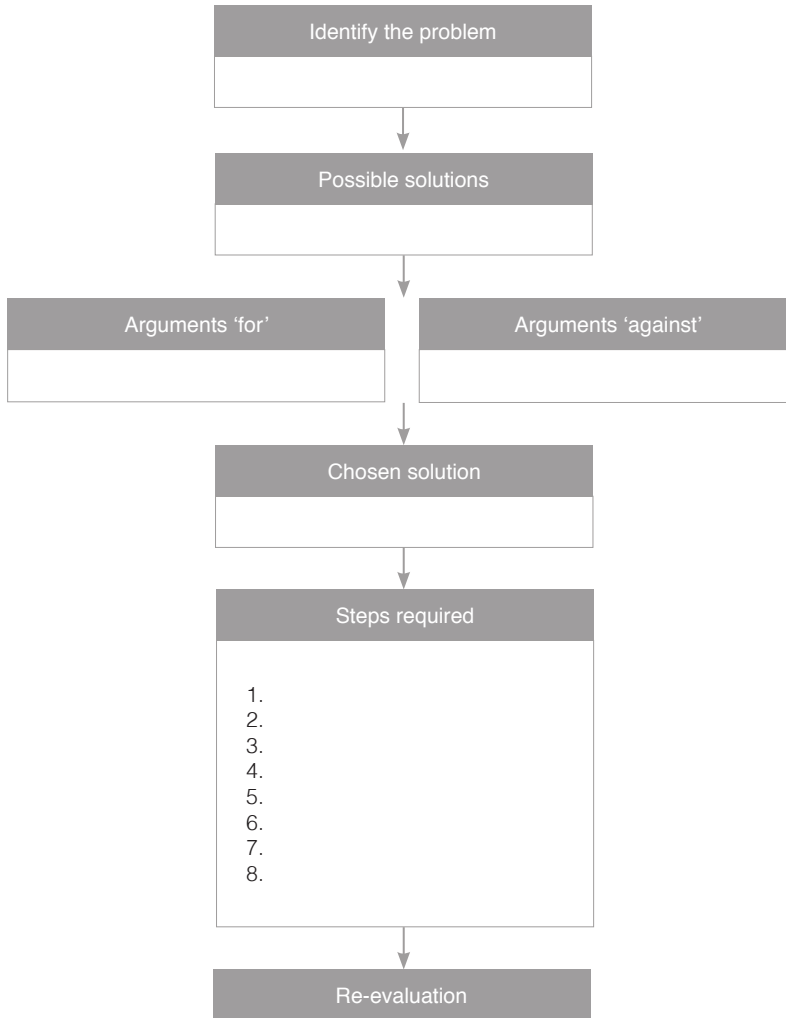 Identify the problem
Possible solutions
Arguments ‘for’
Arguments ‘against’
Chosen solution
Steps required
1.
2.
3.
4.
5.
6.
7.
8.
Re-evaluation